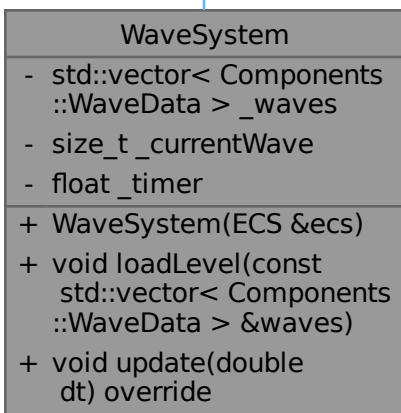 WaveSystem
- std::vector< Components
::WaveData > _waves
- size_t _currentWave
- float _timer
+ WaveSystem(ECS &ecs)
+ void loadLevel(const
std::vector< Components
::WaveData > &waves)
+ void update(double
dt) override